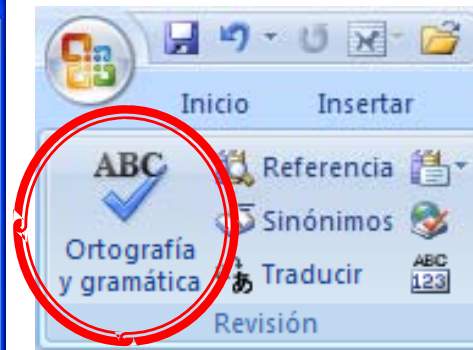 Inicio Insertar
ABC
Ortografía
y gramática
Referencia
Sinónimos
Traducir
ABC
123
Revisión